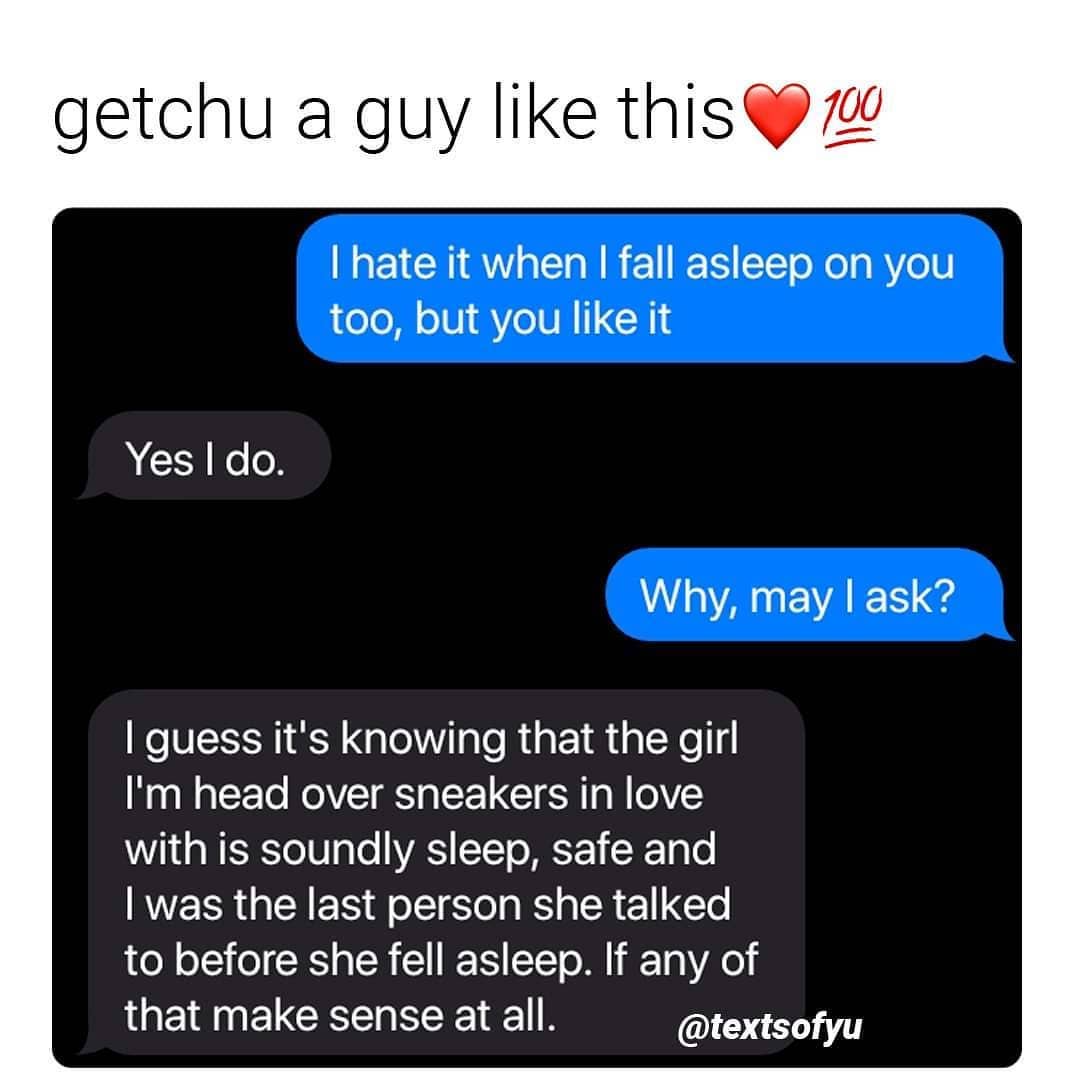 getchu a guy like this❤️💯
I hate it when I fall asleep on you
too, but you like it
Yes I do.
Why, may I ask?
I guess it's knowing that the girl
I'm head over sneakers in love
with is soundly sleep, safe and
I was the last person she talked
to before she fell asleep. If any of
that make sense at all.
@textsofyu